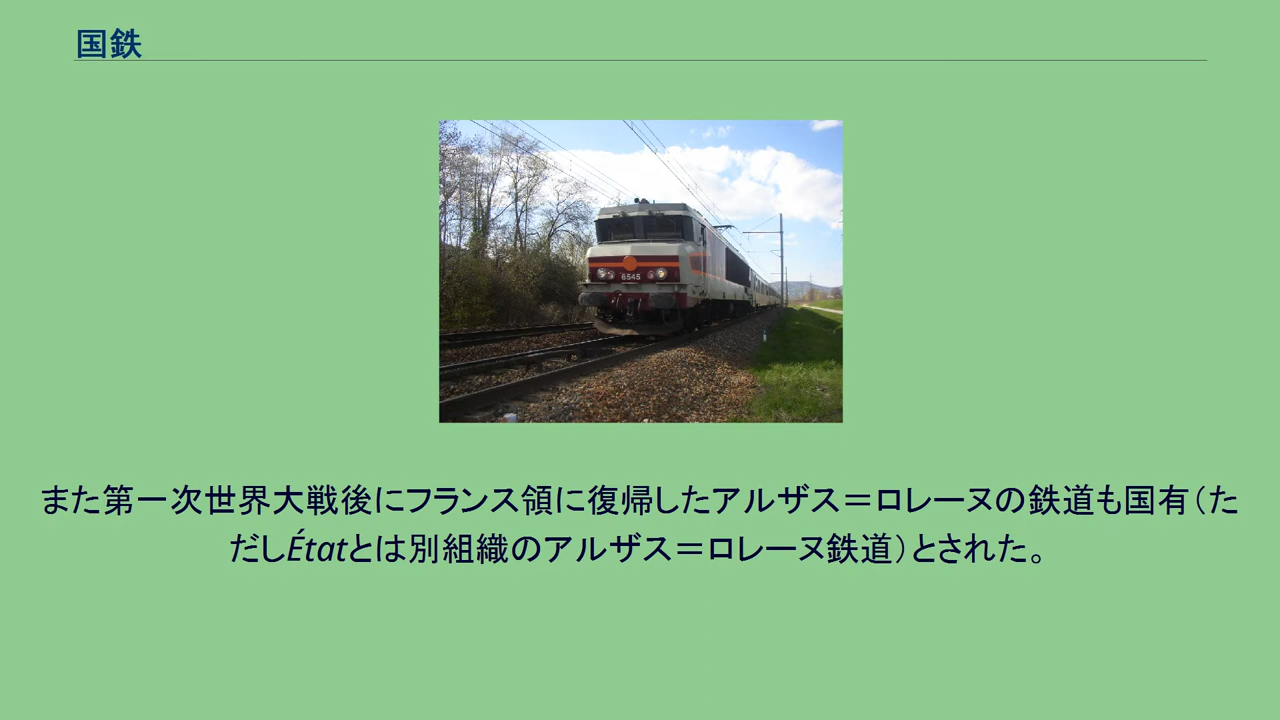 国鉄
6545
また第一次世界大戦後にフランス領に復帰したアルザス＝ロレーヌの鉄道も国有（た
だしÉtatとは別組織のアルザス＝ロレーヌ鉄道）とされた。